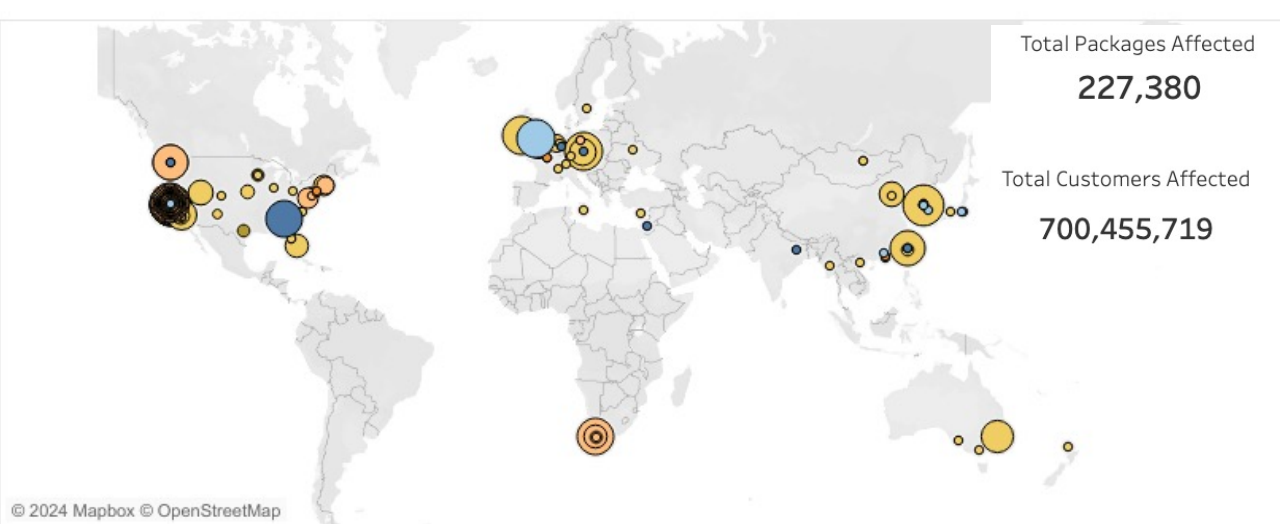 Total Packages Affected
227,380
Total Customers Affected
700,455,719
© 2024 Mapbox © OpenStreetMap